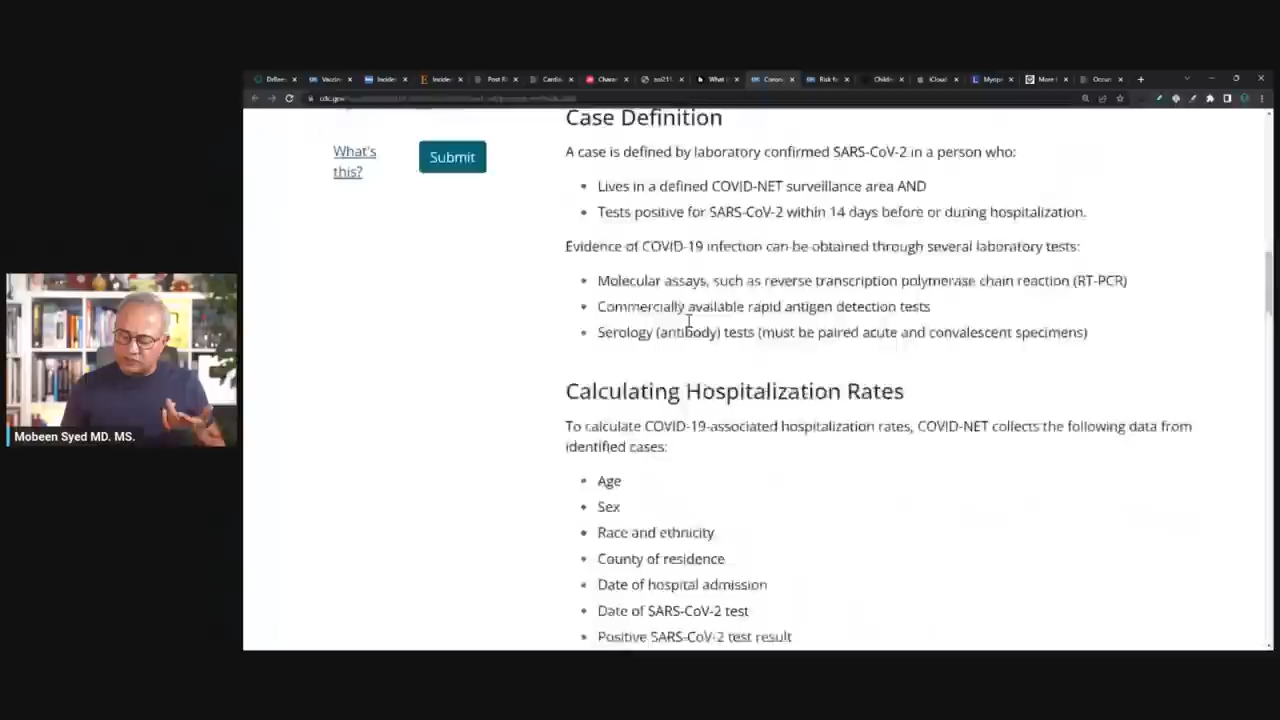 cdc.gov
Case Definition
What's this?
Submit
A case is defined by laboratory confirmed SARS-CoV-2 in a person who:
Lives in a defined COVID-NET surveillance area AND
Tests positive for SARS-CoV-2 within 14 days before or during hospitalization.
Evidence of COVID-19 infection can be obtained through several laboratory tests:
Molecular assays, such as reverse transcription polymerase chain reaction (RT-PCR)
Commercially available rapid antigen detection tests
Serology (antibody) tests (must be paired acute and convalescent specimens)
Calculating Hospitalization Rates
To calculate COVID-19-associated hospitalization rates, COVID-NET collects the following data from
identified cases:
Age
Sex
Race and ethnicity
County of residence
Date of hospital admission
Date of SARS-CoV-2 test
Positive SARS-CoV-2 test result
Mobeen Syed MD. MS.